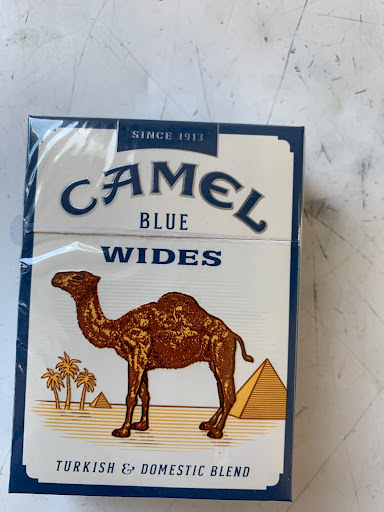 SINCE 1913
CAMEL
BLUE
WIDES
TURKISH & DOMESTIC BLEND